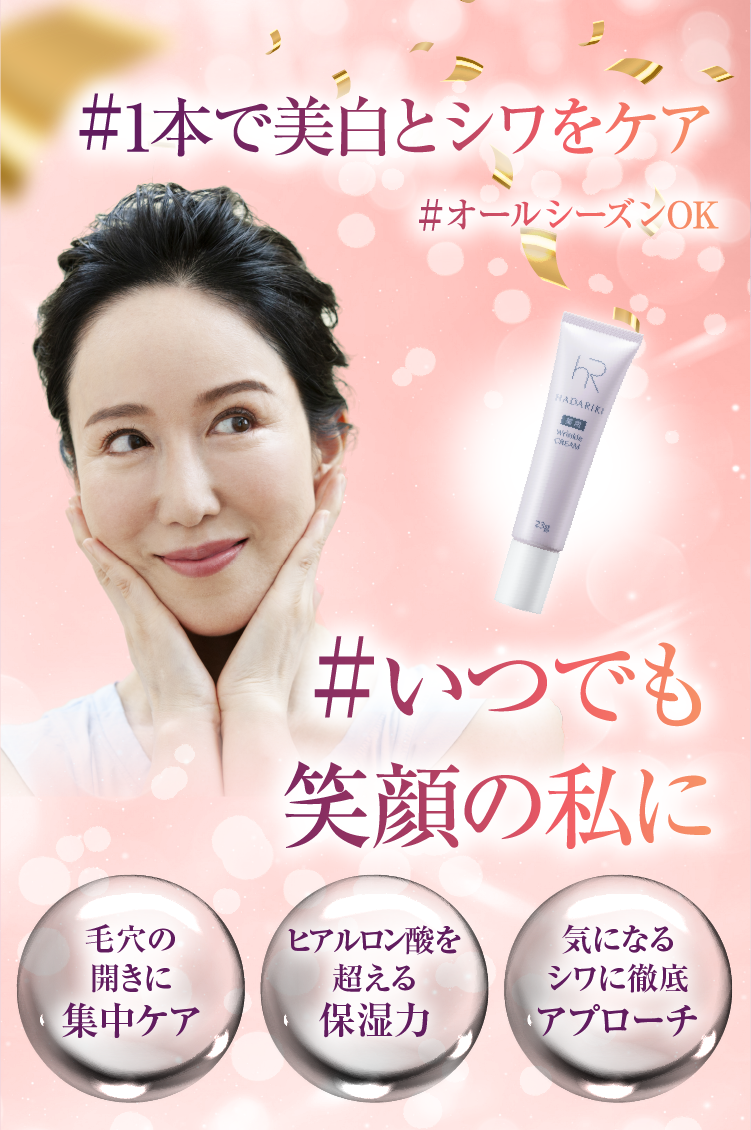 #1本で美白とシワをケア
#オールシーズンOK
hR
HADARIKI
薬用
Wrinkle
CREAM
23g
#いつでも
笑顔の私に
毛穴の
開きに
集中ケア
ヒアルロン酸を
超える
保湿力
気になる
シワに徹底
アプローチ